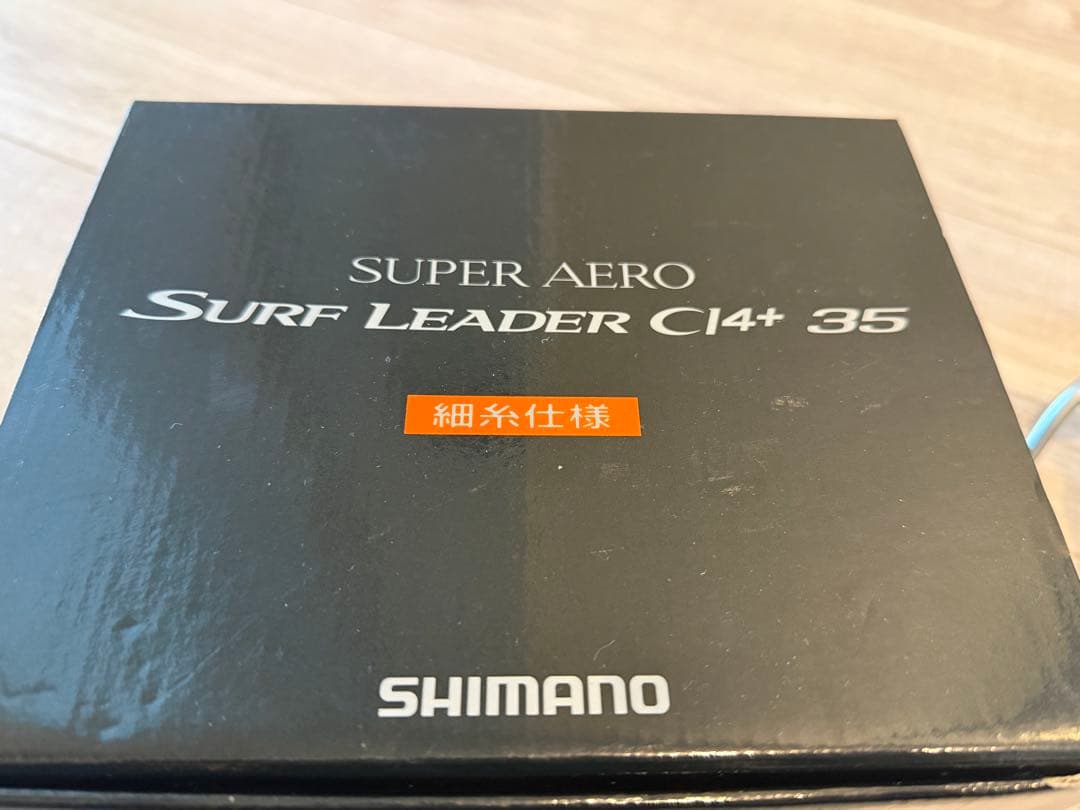 SUPER AERO
SURF LEADER CI4+ 35
細糸仕様
SHIMANO